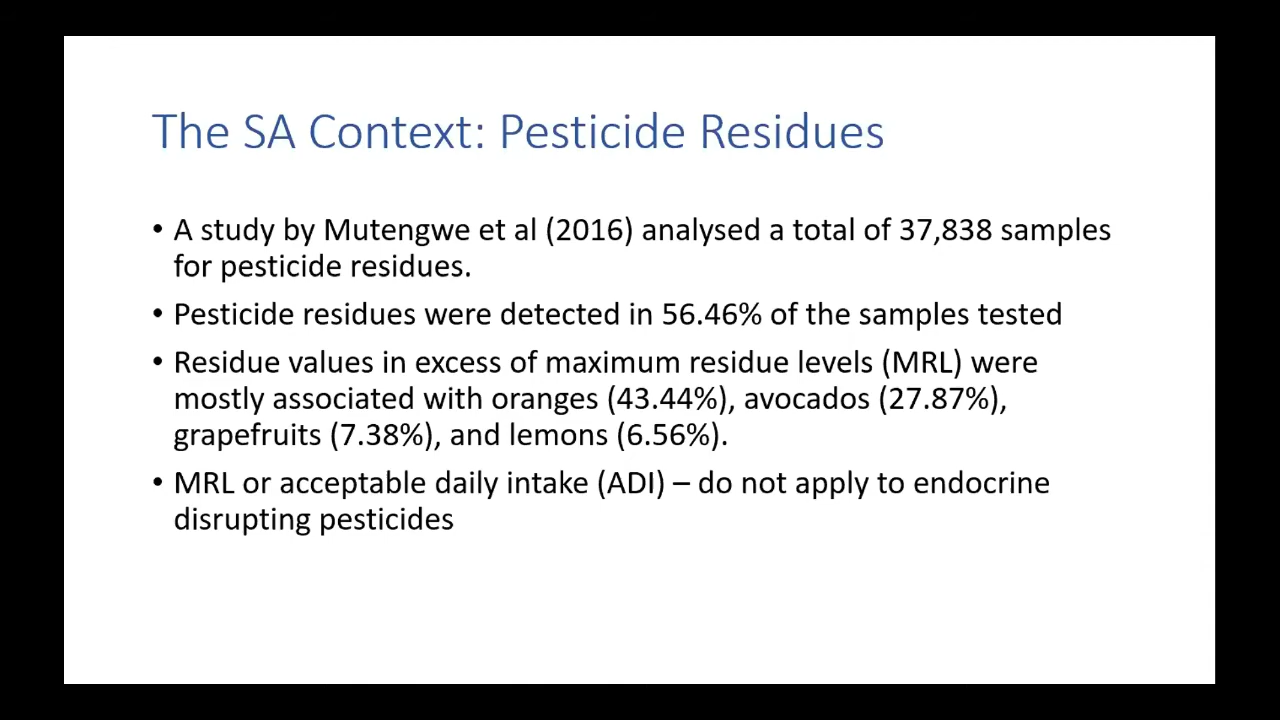 The SA Context: Pesticide Residues
• A study by Mutengwe et al (2016) analysed a total of 37,838 samples
for pesticide residues.
• Pesticide residues were detected in 56.46% of the samples tested
• Residue values in excess of maximum residue levels (MRL) were
mostly associated with oranges (43.44%), avocados (27.87%),
grapefruits (7.38%), and lemons (6.56%).
• MRL or acceptable daily intake (ADI) – do not apply to endocrine
disrupting pesticides